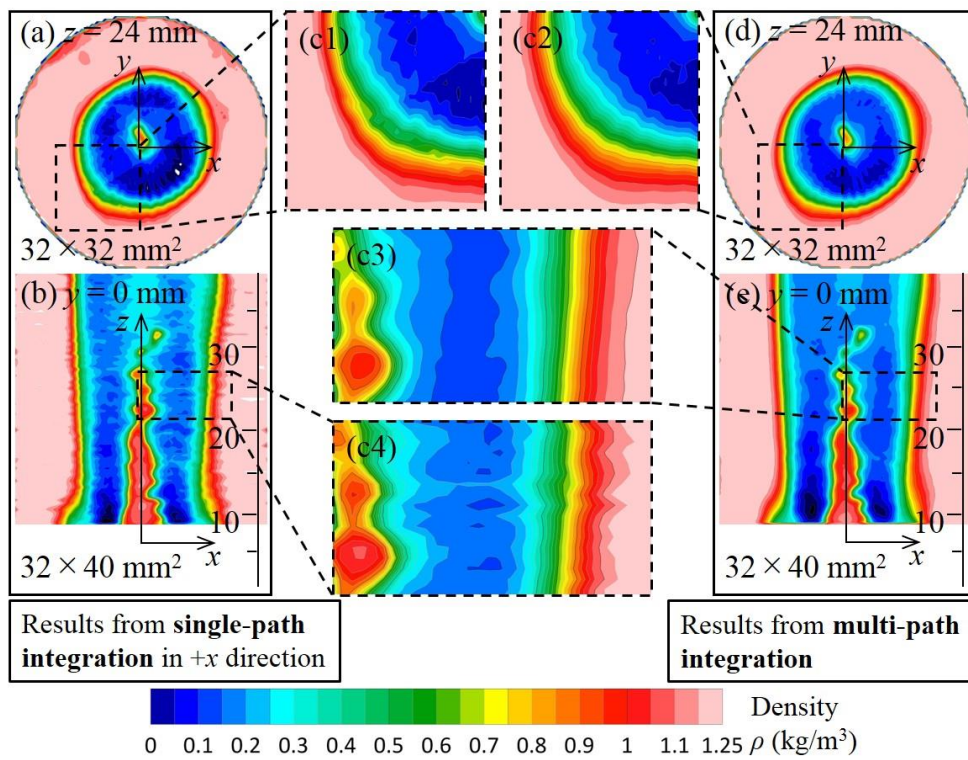 (a) z = 24 mm
y
x
32 × 32 mm²
(c1)
(c2)
(d) z = 24 mm
y
x
32 × 32 mm²
(b) y = 0 mm
z
30
20
10
x
32 × 40 mm²
(c3)
(c4)
(e) y = 0 mm
z
30
20
10
x
32 × 40 mm²
Results from single-path
integration in +x direction
Results from multi-path
integration
0 0.1 0.2 0.3 0.4 0.5 0.6 0.7 0.8 0.9 1 1.1 1.25
Density
ρ (kg/m³)